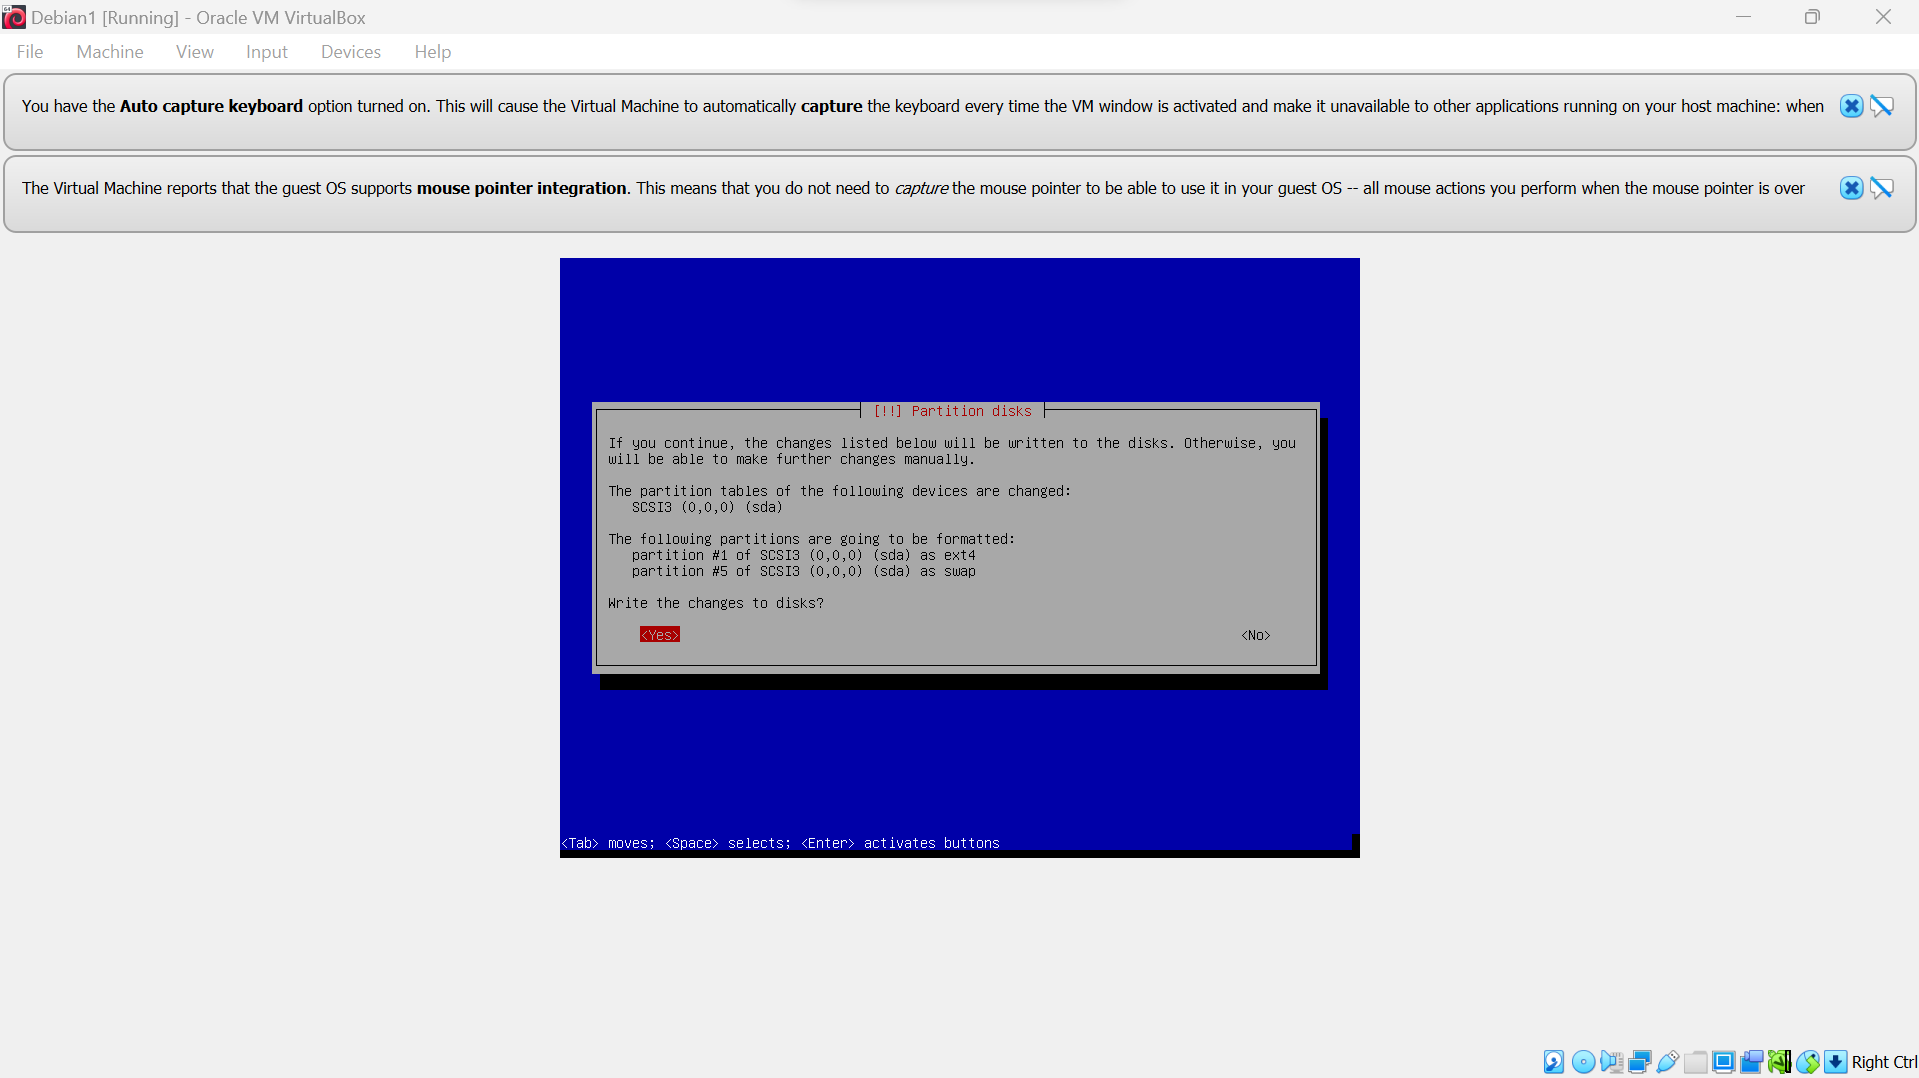 Debian1 [Running] - Oracle VM VirtualBox
File Machine View Input Devices Help
You have the Auto capture keyboard option turned on. This will cause the Virtual Machine to automatically capture the keyboard every time the VM window is activated and make it unavailable to other applications running on your host machine: when
The Virtual Machine reports that the guest OS supports mouse pointer integration. This means that you do not need to capture the mouse pointer to be able to use it in your guest OS -- all mouse actions you perform when the mouse pointer is over
[!!] Partition disks
If you continue, the changes listed below will be written to the disks. Otherwise, you
will be able to make further changes manually.
The partition tables of the following devices are changed:
SCSI3 (0,0,0) (sda)
The following partitions are going to be formatted:
partition #1 of SCSI3 (0,0,0) (sda) as ext4
partition #5 of SCSI3 (0,0,0) (sda) as swap
Write the changes to disks?
<Yes> <No>
<Tab> moves; <Space> selects; <Enter> activates buttons
Right Ctrl